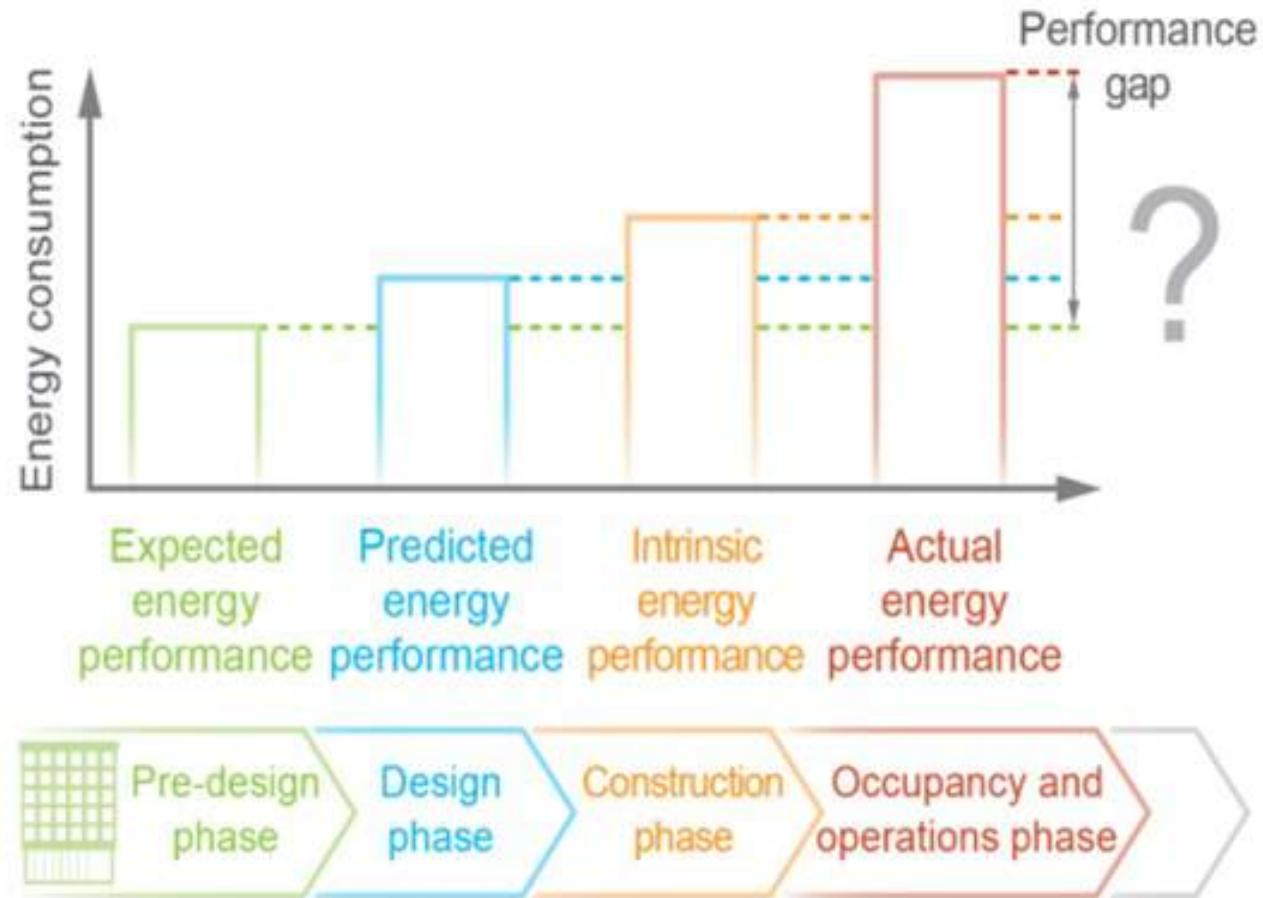 Performance
gap
Energy consumption
?
Expected
energy
performance
Predicted
energy
performance
Intrinsic
energy
performance
Actual
energy
performance
Pre-design
phase
Design
phase
Construction
phase
Occupancy and
operations phase